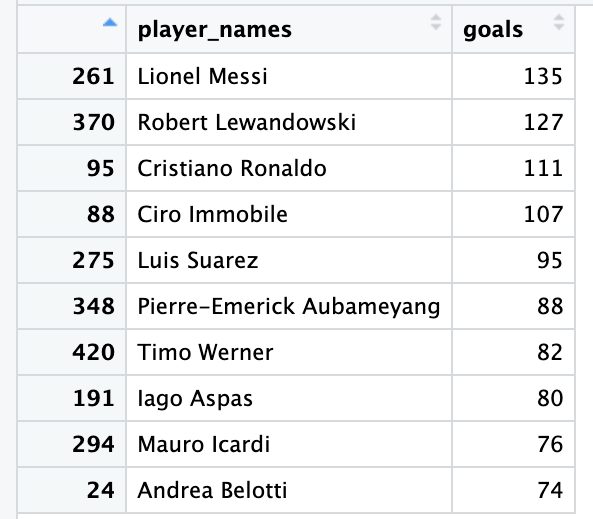 player_names goals
261 Lionel Messi 135
370 Robert Lewandowski 127
95 Cristiano Ronaldo 111
88 Ciro Immobile 107
275 Luis Suarez 95
348 Pierre-Emerick Aubameyang 88
420 Timo Werner 82
191 Iago Aspas 80
294 Mauro Icardi 76
24 Andrea Belotti 74